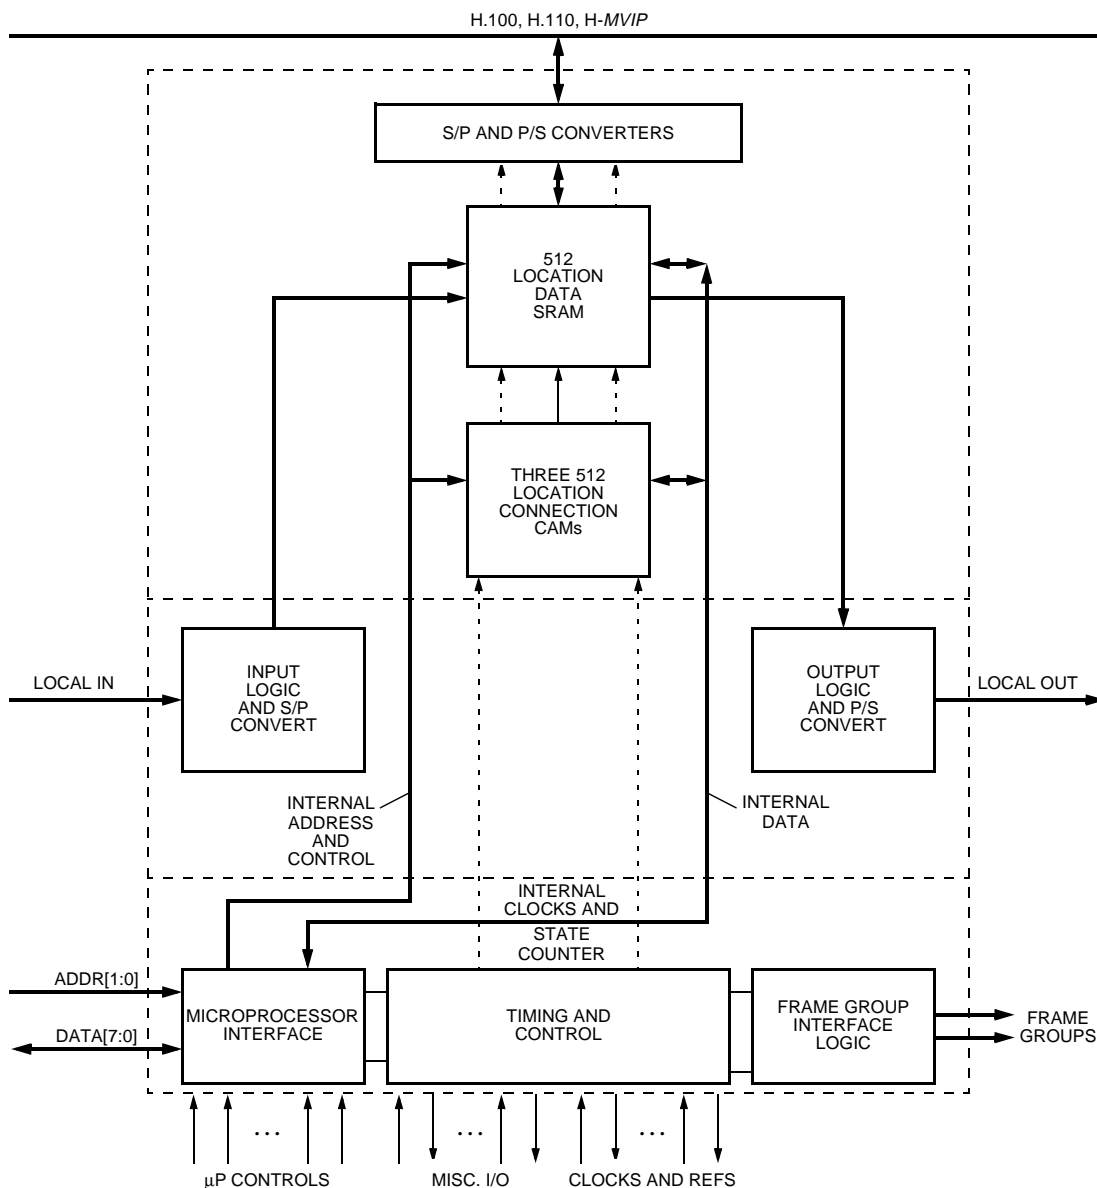 H.100, H.110, H-MVIP
S/P AND P/S CONVERTERS
512
LOCATION
DATA
SRAM
THREE 512
LOCATION
CONNECTION
CAMs
LOCAL IN
INPUT
LOGIC
AND S/P
CONVERT
OUTPUT
LOGIC
AND P/S
CONVERT
LOCAL OUT
INTERNAL
ADDRESS
AND
CONTROL
INTERNAL
DATA
INTERNAL
CLOCKS AND
STATE
COUNTER
ADDR[1:0]
DATA[7:0]
MICROPROCESSOR
INTERFACE
TIMING AND
CONTROL
FRAME GROUP
INTERFACE
LOGIC
FRAME
GROUPS
... ... ...
µP CONTROLS
MISC. I/O
CLOCKS AND REFS